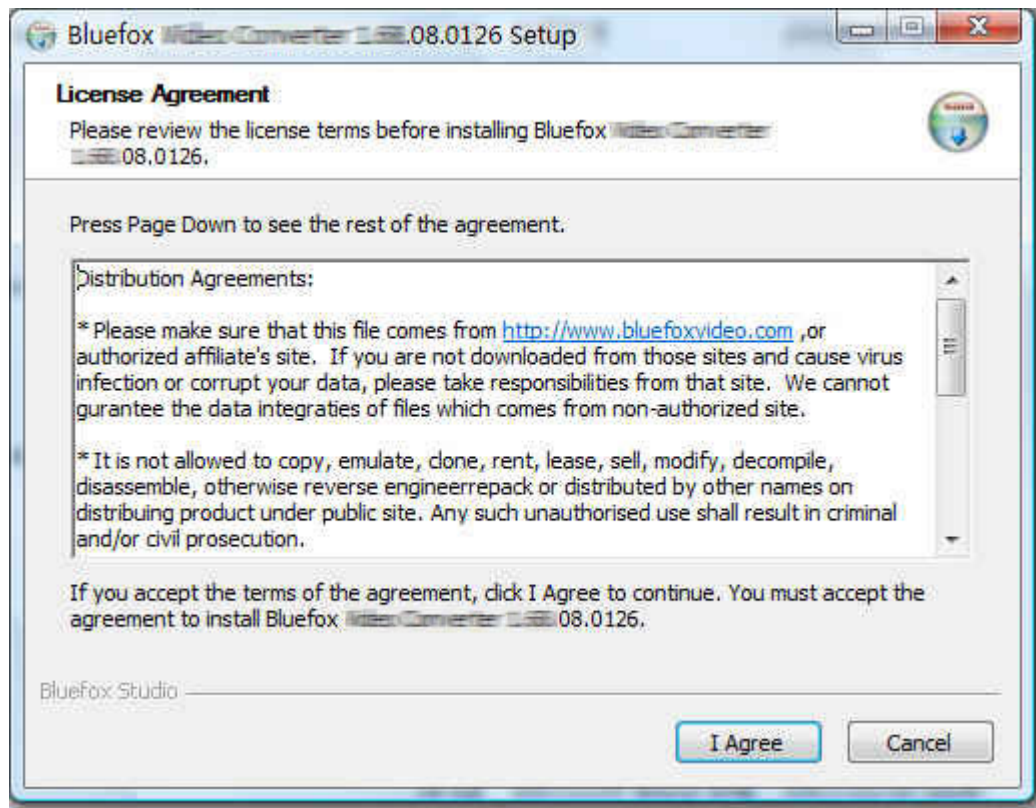 Bluefox .08.0126 Setup
License Agreement
Please review the license terms before installing Bluefox
08.0126.
Press Page Down to see the rest of the agreement.
Distribution Agreements:
* Please make sure that this file comes from http://www.bluefoxvideo.com ,or
authorized affiliate's site.  If you are not downloaded from those sites and cause virus
infection or corrupt your data, please take responsibilities from that site.  We cannot
gurantee the data integraties of files which comes from non-authorized site.
* It is not allowed to copy, emulate, clone, rent, lease, sell, modify, decompile,
disassemble, otherwise reverse engineerrepack or distributed by other names on
distribuing product under public site. Any such unauthorised use shall result in criminal
and/or civil prosecution.
If you accept the terms of the agreement, click I Agree to continue. You must accept the
agreement to install Bluefox 08.0126.
Bluefox Studio
I Agree
Cancel